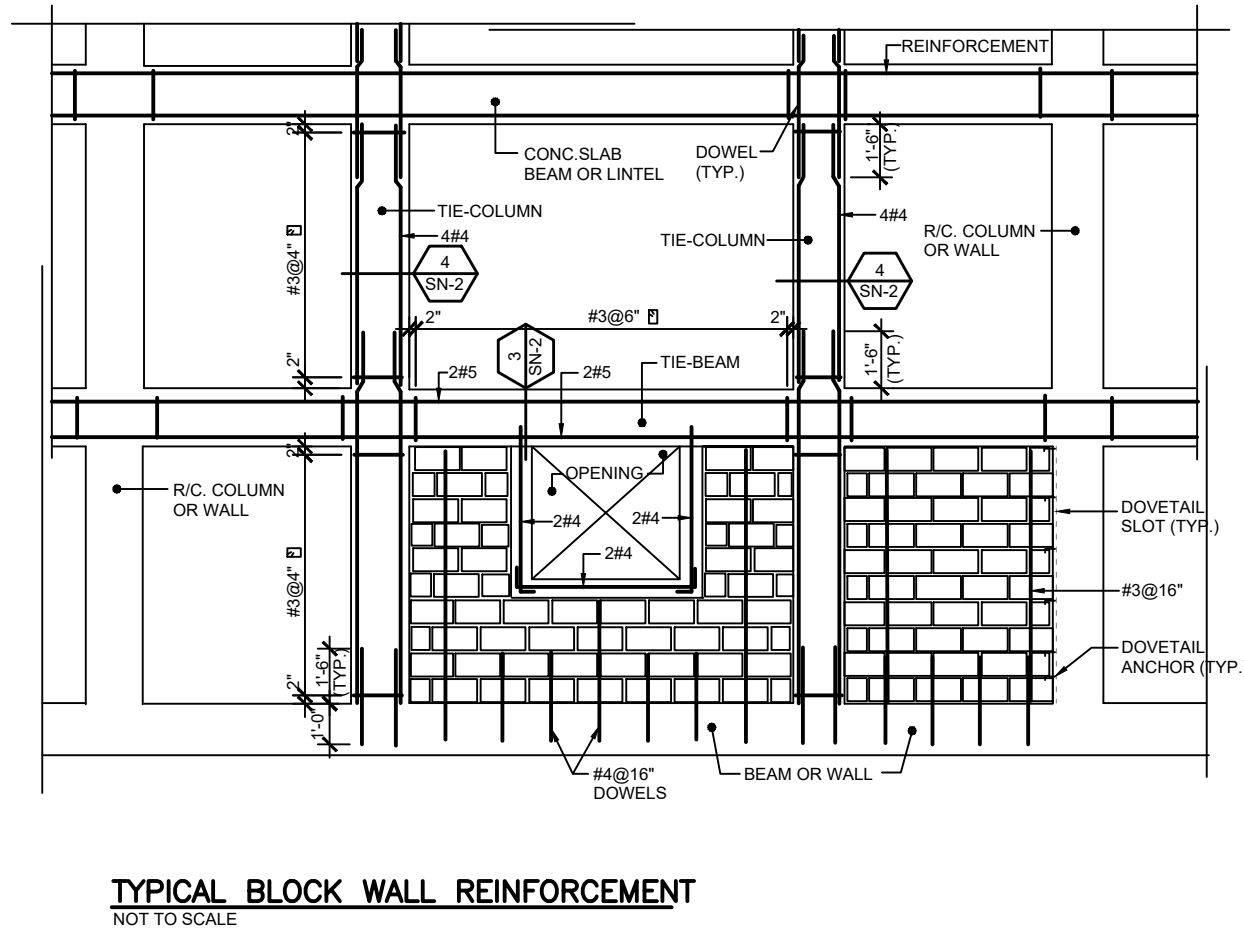 REINFORCEMENT
2"
CONC.SLAB
BEAM OR LINTEL
DOWEL
(TYP.)
1'-6"
(TYP.)
TIE-COLUMN
4#4
TIE-COLUMN
4#4
R/C. COLUMN
OR WALL
#3@4"
4
SN-2
4
SN-2
2"
#3@6"
2"
3
SN-2
2"
2#5
2#5
TIE-BEAM
1'-6"
(TYP.)
2"
R/C. COLUMN
OR WALL
OPENING
2#4
2#4
2#4
DOVETAIL
SLOT (TYP.)
#3@4"
#3@16"
2"
1'-6"
(TYP.)
1'-0"
DOVETAIL
ANCHOR (TYP.
#4@16"
DOWELS
BEAM OR WALL
TYPICAL BLOCK WALL REINFORCEMENT
NOT TO SCALE